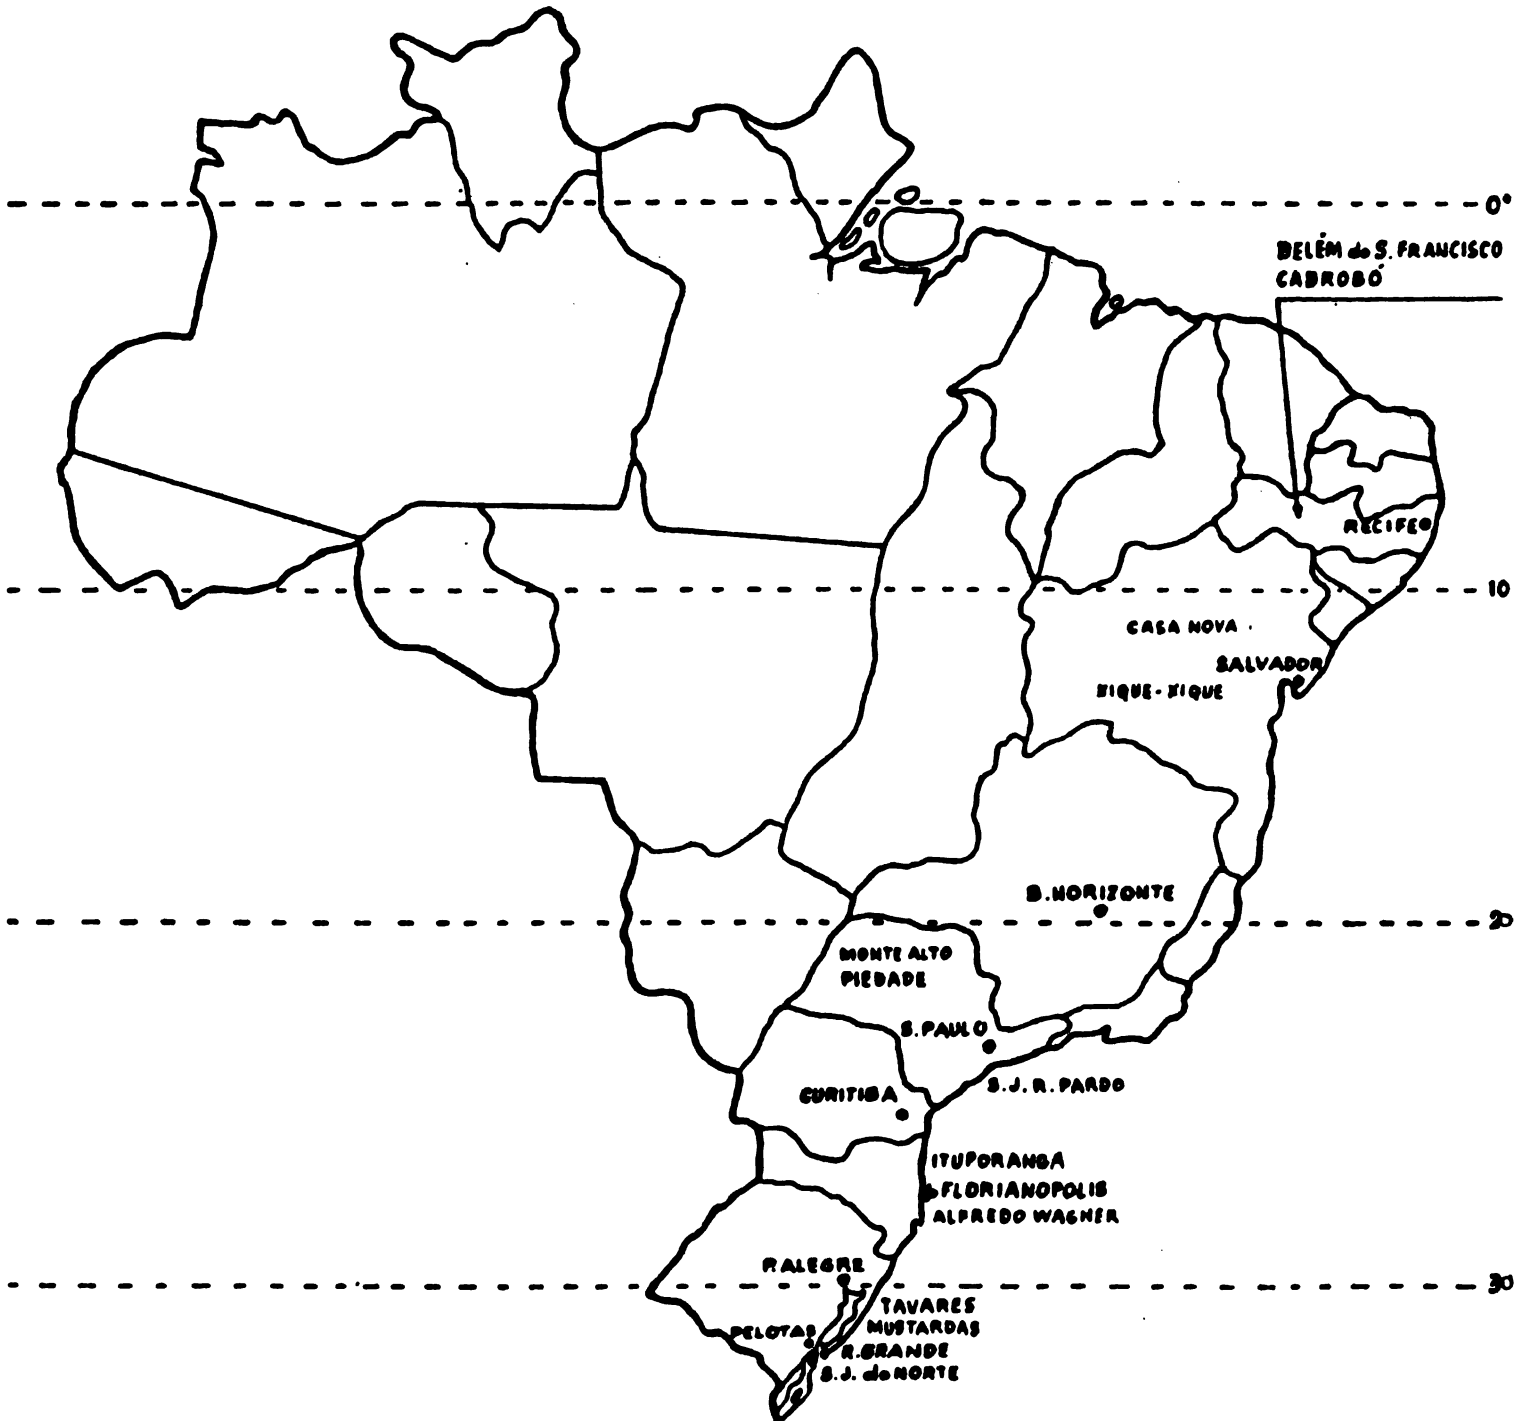 0°
BELÉM do S. FRANCISCO
CABROBÓ
RECIFE
10
CASA NOVA
SALVADOR
XIQUE-XIQUE
B. HORIZONTE
20
MONTE ALTO
PIEDADE
S. PAULO
S. J. R. PARDO
CURITIBA
ITUPORANGA
FLORIANOPOLIS
ALFREDO WAGNER
P. ALEGRE
30
TAVARES
MUSTARDAS
PELOTAS
R. GRANDE
S. J. do NORTE